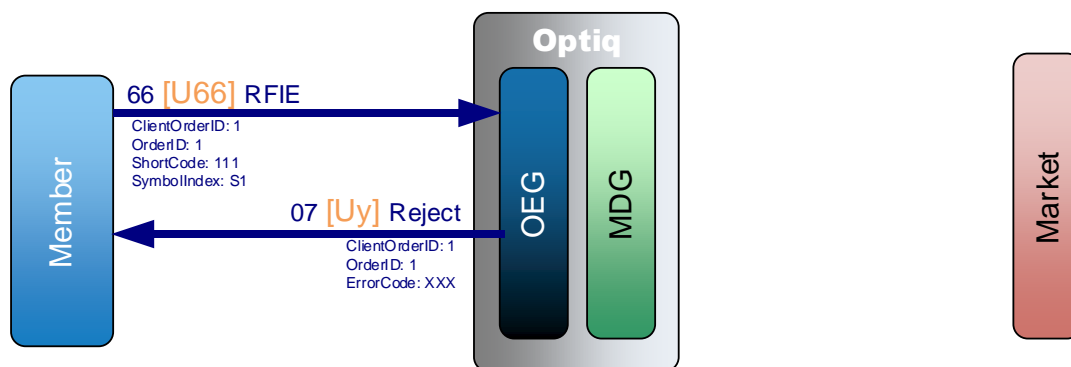 Optiq
66 [U66] RFIE
ClientOrderID: 1
OrderID: 1
ShortCode: 111
SymbolIndex: S1
Member
07 [Uy] Reject
ClientOrderID: 1
OrderID: 1
ErrorCode: XXX
OEG
MDG
Market